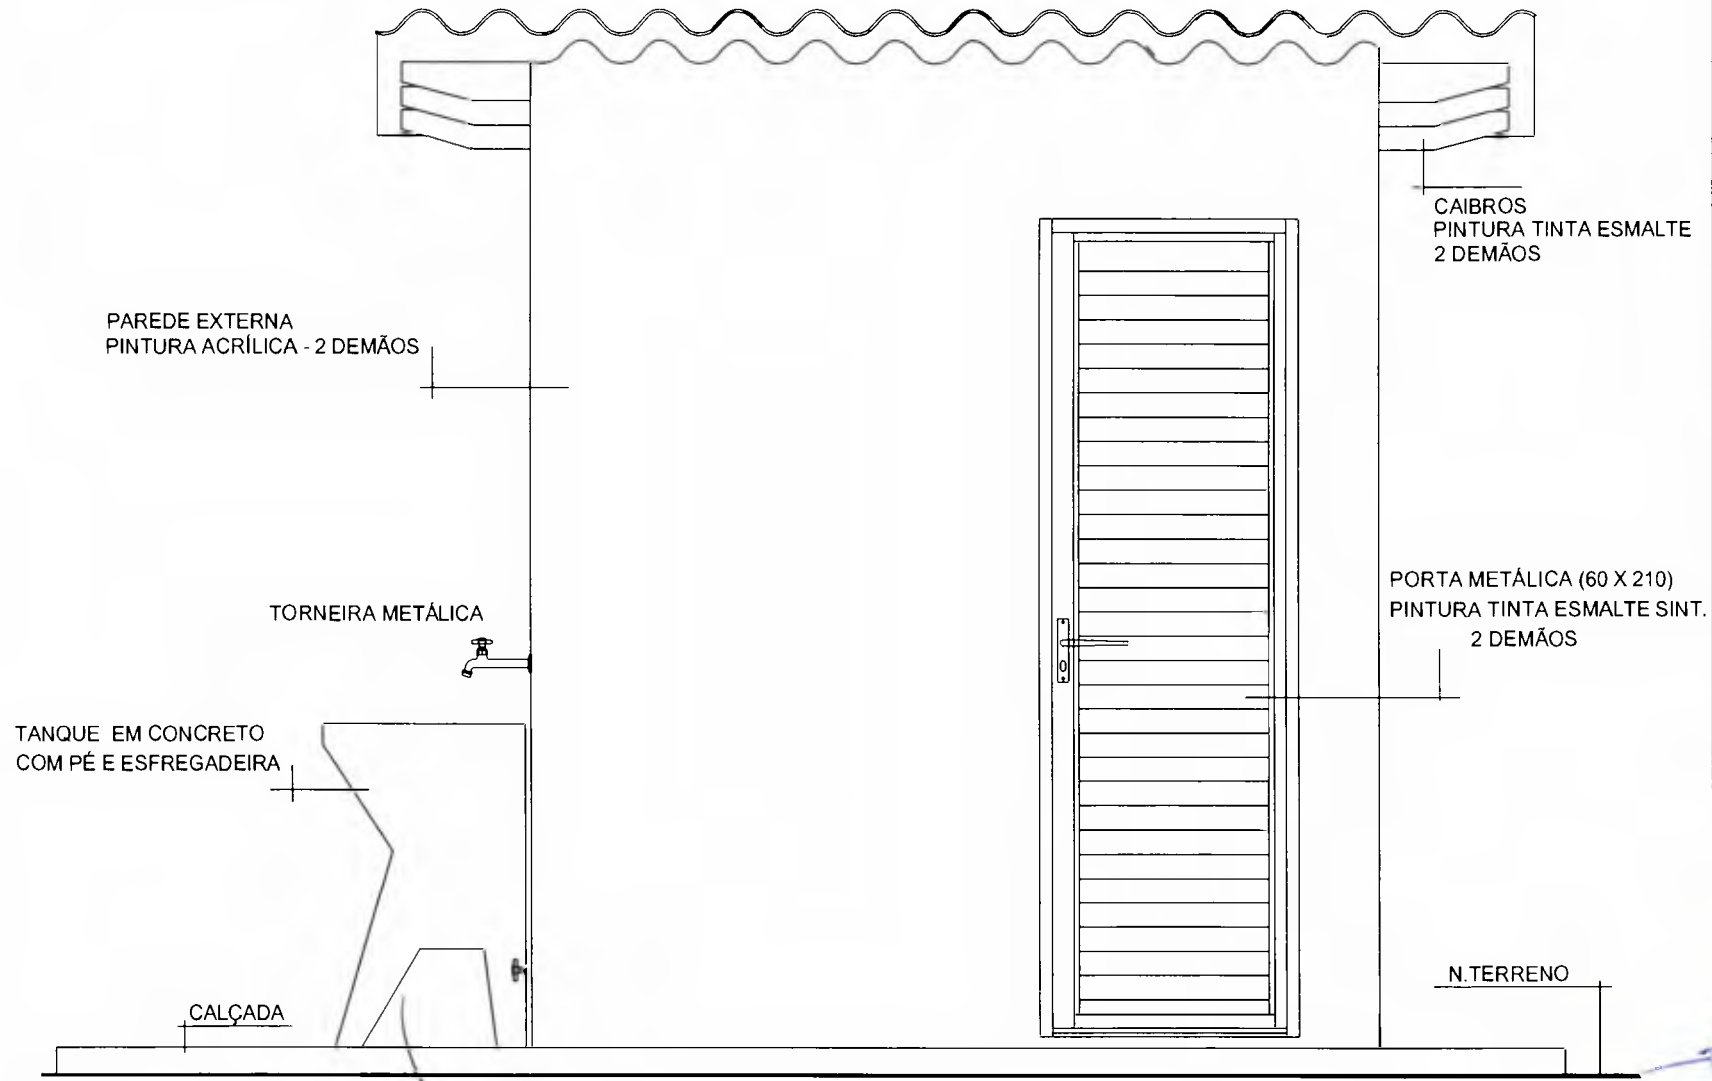 CAIBROS
PINTURA TINTA ESMALTE
2 DEMÃOS
PAREDE EXTERNA
PINTURA ACRÍLICA - 2 DEMÃOS
PORTA METÁLICA (60 X 210)
PINTURA TINTA ESMALTE SINT.
2 DEMÃOS
TORNEIRA METÁLICA
TANQUE EM CONCRETO
COM PÉ E ESFREGADEIRA
N.TERRENO
CALÇADA